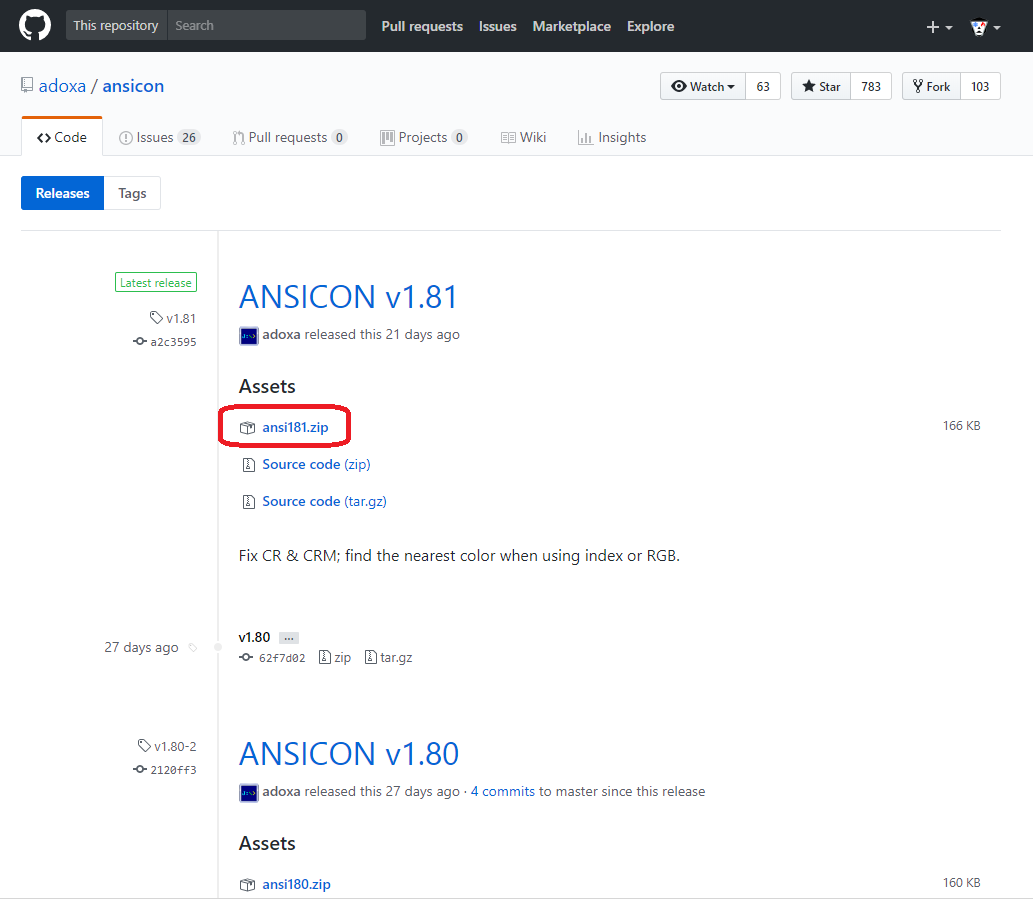 This repository Search Pull requests Issues Marketplace Explore
adoxa / ansicon Watch 63 Star 783 Fork 103
Code Issues 26 Pull requests 0 Projects 0 Wiki Insights
Releases Tags
Latest release
v1.81
a2c3595
ANSICON v1.81
adoxa released this 21 days ago
Assets
ansi181.zip 166 KB
Source code (zip)
Source code (tar.gz)
Fix CR & CRM; find the nearest color when using index or RGB.
27 days ago
v1.80 ...
62f7d02 zip tar.gz
v1.80-2
2120ff3
ANSICON v1.80
adoxa released this 27 days ago · 4 commits to master since this release
Assets
ansi180.zip 160 KB